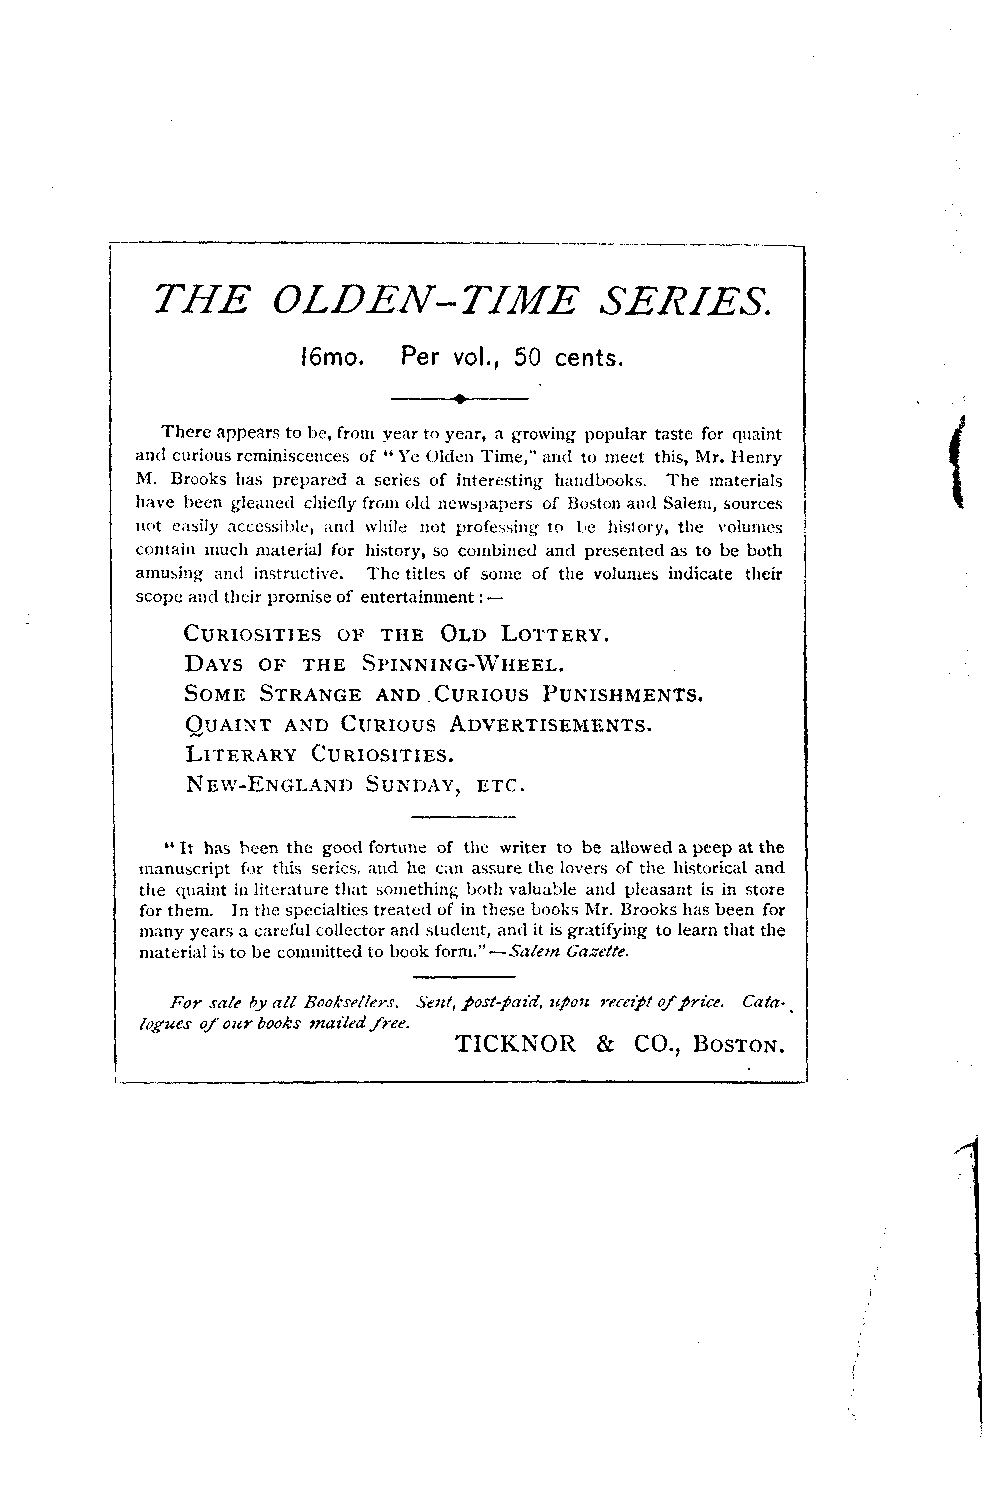 THE OLDEN-TIME SERIES.
16mo. Per vol., 50 cents.
There appears to be, from year to year, a growing popular taste for quaint
and curious reminiscences of "Ye Olden Time," and to meet this, Mr. Henry
M. Brooks has prepared a series of interesting handbooks. The materials
have been gleaned chiefly from old newspapers of Boston and Salem, sources
not easily accessible, and while not professing to be history, the volumes
contain much material for history, so combined and presented as to be both
amusing and instructive. The titles of some of the volumes indicate their
scope and their promise of entertainment:—
CURIOSITIES OF THE OLD LOTTERY.
DAYS OF THE SPINNING-WHEEL.
SOME STRANGE AND CURIOUS PUNISHMENTS.
QUAINT AND CURIOUS ADVERTISEMENTS.
LITERARY CURIOSITIES.
NEW-ENGLAND SUNDAY, ETC.
"It has been the good fortune of the writer to be allowed a peep at the
manuscript for this series, and he can assure the lovers of the historical and
the quaint in literature that something both valuable and pleasant is in store
for them. In the specialties treated of in these books Mr. Brooks has been for
many years a careful collector and student, and it is gratifying to learn that the
material is to be committed to book form."—Salem Gazette.
For sale by all Booksellers. Sent, post-paid, upon receipt of price. Cata-
logues of our books mailed free.
TICKNOR & CO., BOSTON.